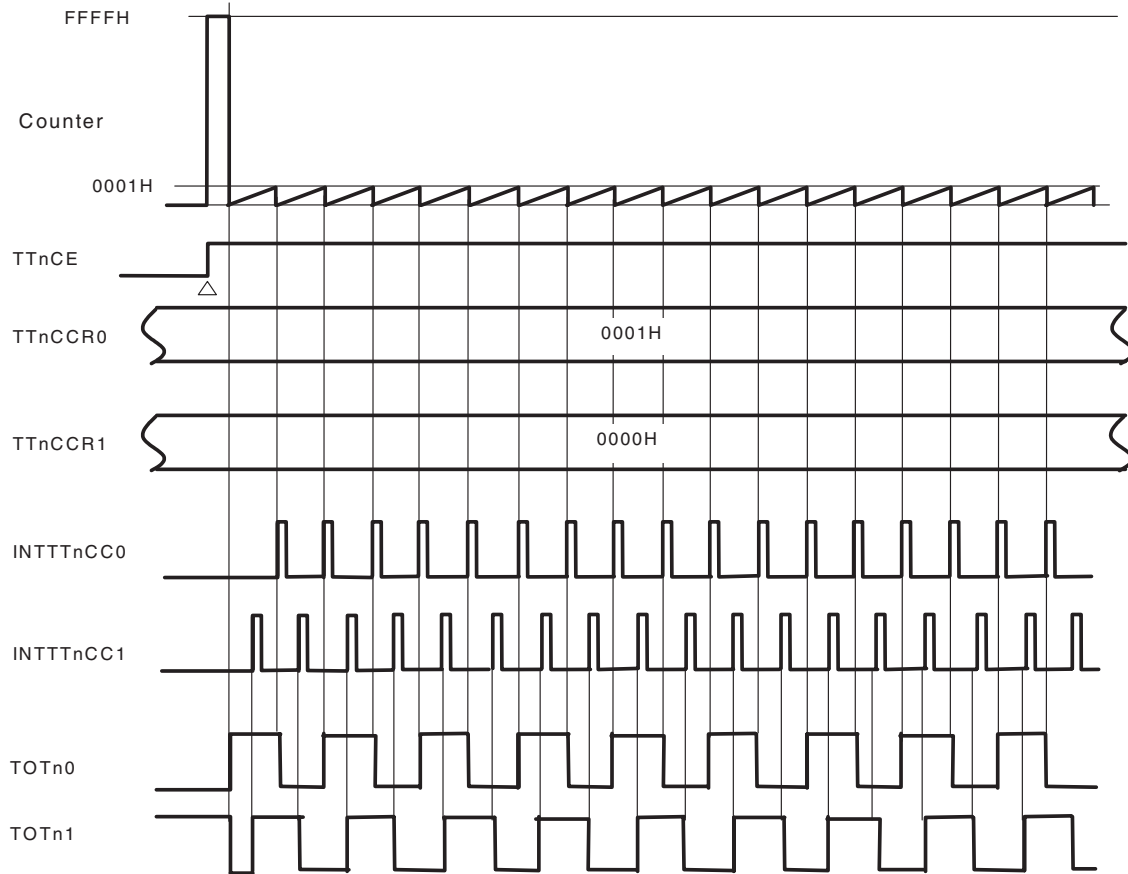 FFFFH
Counter
0001H
TTnCE
TTnCCR0
0001H
TTnCCR1
0000H
INTTTnCC0
INTTTnCC1
TOTn0
TOTn1